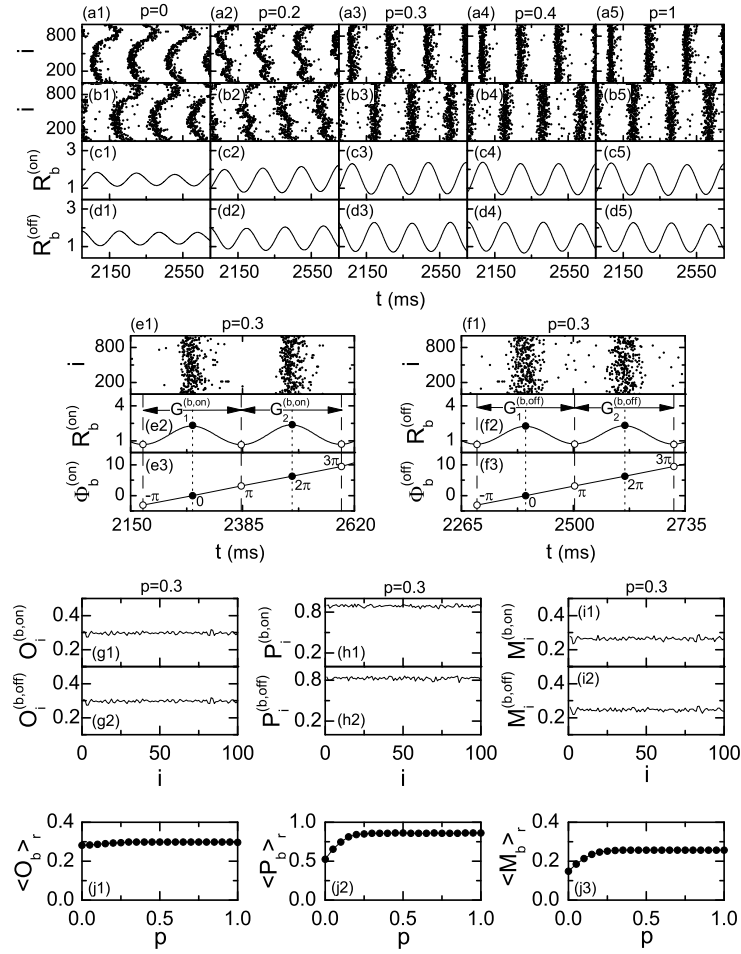 (a1) p=0 (a2) p=0.2 (a3) p=0.3 (a4) p=0.4 (a5) p=1
i 800 200
(b1) (b2) (b3) (b4) (b5)
i 800 200
(c1) (c2) (c3) (c4) (c5)
R_b^(on) 3 1
(d1) (d2) (d3) (d4) (d5)
R_b^(off) 3 1
2150 2550 2150 2550 2150 2550 2150 2550 2150 2550
t (ms)
(e1) p=0.3 (f1) p=0.3
i 800 200 i 800 200
R_b^(on) 4 1 G_1^(b,on) G_2^(b,on) (e2) R_b^(off) 4 1 G_1^(b,off) G_2^(b,off) (f2)
Φ_b^(on) 10 0 (e3) -π 0 π 2π 3π Φ_b^(off) 10 0 (f3) -π 0 π 2π 3π
2150 2385 2620 2265 2500 2735
t (ms) t (ms)
p=0.3 p=0.3 p=0.3
O_i^(b,on) 0.4 0.2 (g1) P_i^(b,on) 0.8 0.2 (h1) M_i^(b,on) 0.4 0.2 (i1)
O_i^(b,off) 0.4 0.2 (g2) P_i^(b,off) 0.8 0.2 (h2) M_i^(b,off) 0.4 0.2 (i2)
0 50 100 0 50 100 0 50 100
i i i
<O_b>_r 0.4 0.2 0.0 (j1) <P_b>_r 1.0 0.5 0.0 (j2) <M_b>_r 0.4 0.2 0.0 (j3)
0.0 0.5 1.0 0.0 0.5 1.0 0.0 0.5 1.0
p p p